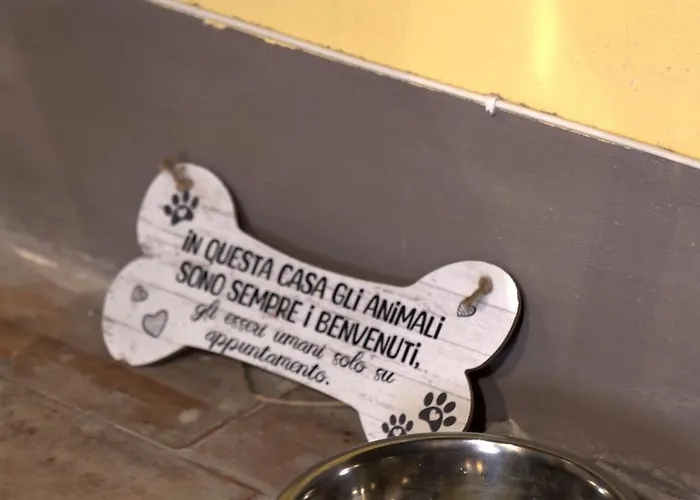 iN QUESTA CASA GLi ANiMALi
SONO SEMPRE i BENVENUTi,
gli esseri umani solo su
appuntamento.